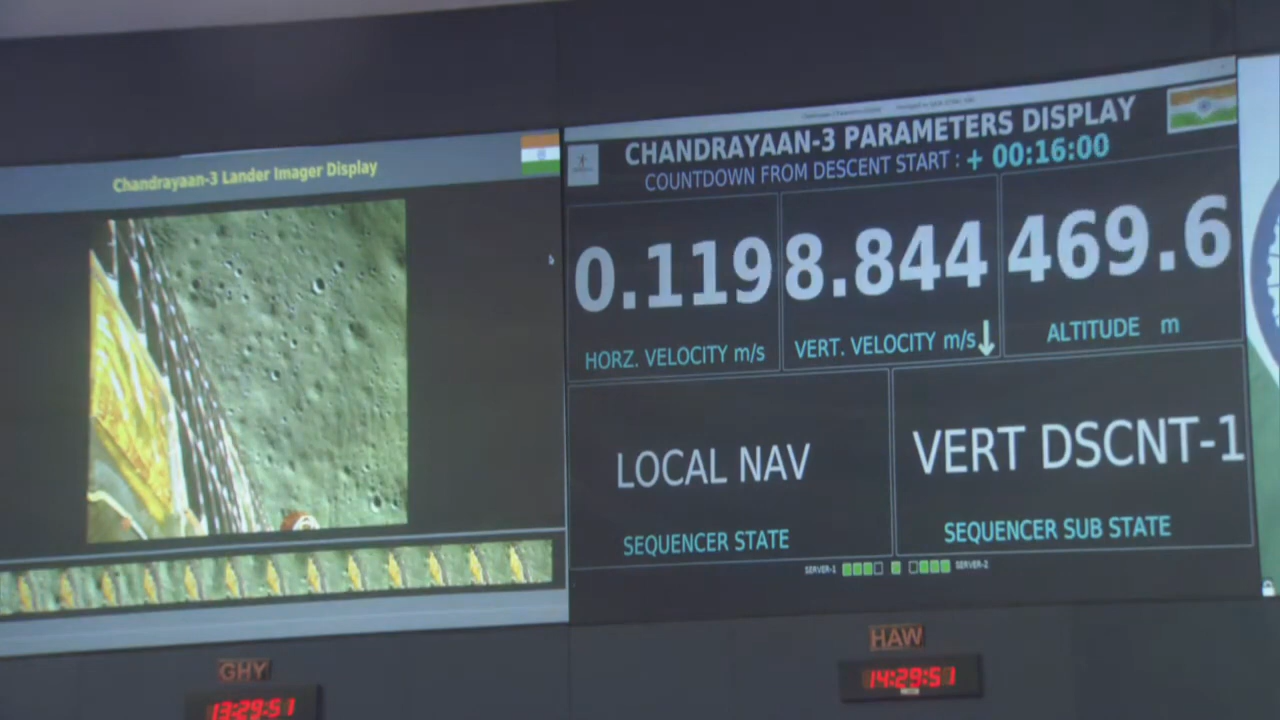 Chandrayaan-3 Lander Imager Display
CHANDRAYAAN-3 PARAMETERS DISPLAY
COUNTDOWN FROM DESCENT START : + 00:16:00
0.119
HORZ. VELOCITY m/s
8.844
VERT. VELOCITY m/s
469.6
ALTITUDE m
LOCAL NAV
SEQUENCER STATE
VERT DSCNT-1
SEQUENCER SUB STATE
SERVER-1
SERVER-2
GHY
13:29:51
HAW
14:29:51